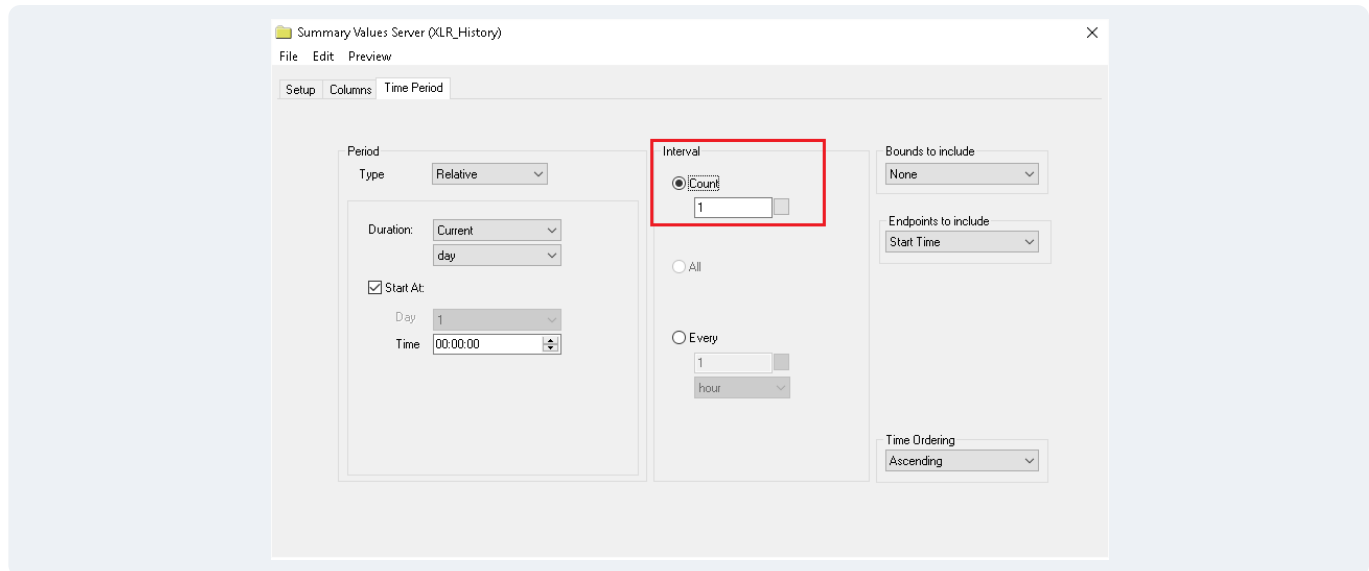 Summary Values Server (XLR_History)
File Edit Preview
Setup Columns Time Period
Period
Type Relative
Duration: Current
day
Start At:
Day 1
Time 00:00:00
Interval
Count
1
All
Every
1
hour
Bounds to include
None
Endpoints to include
Start Time
Time Ordering
Ascending